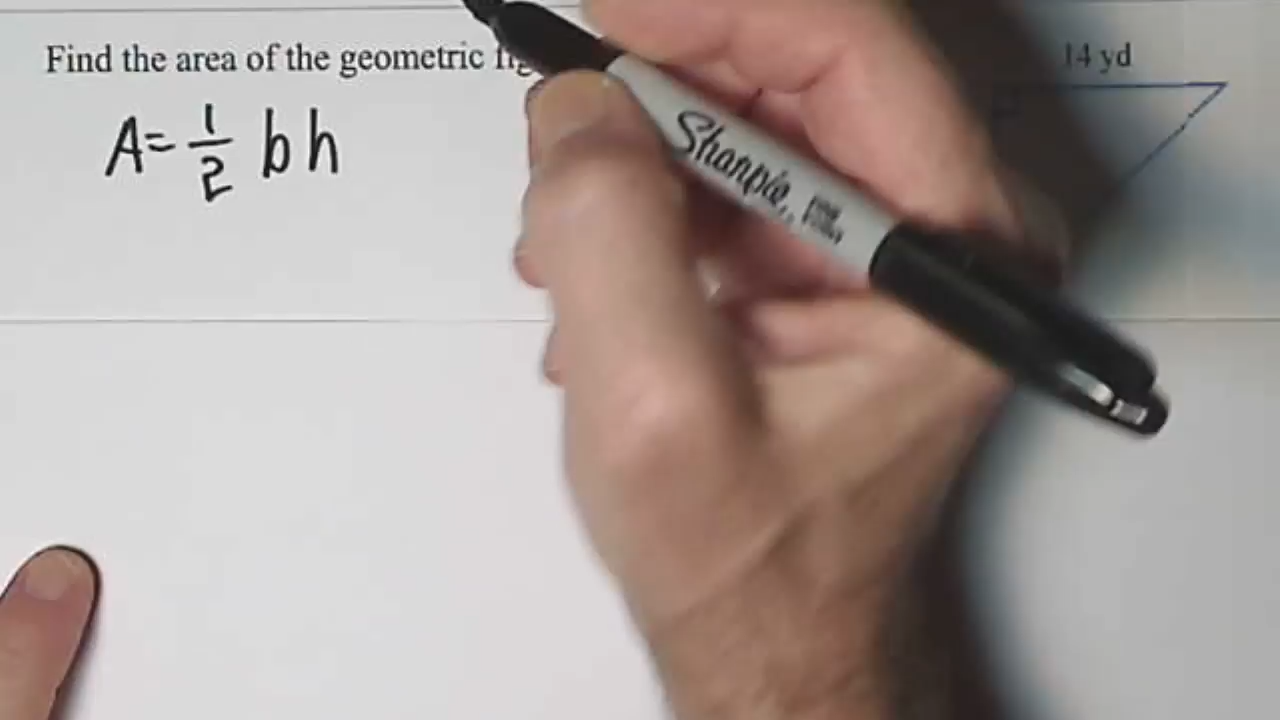 Find the area of the geometric
14 yd
A = 1/2 b h
Sharpie